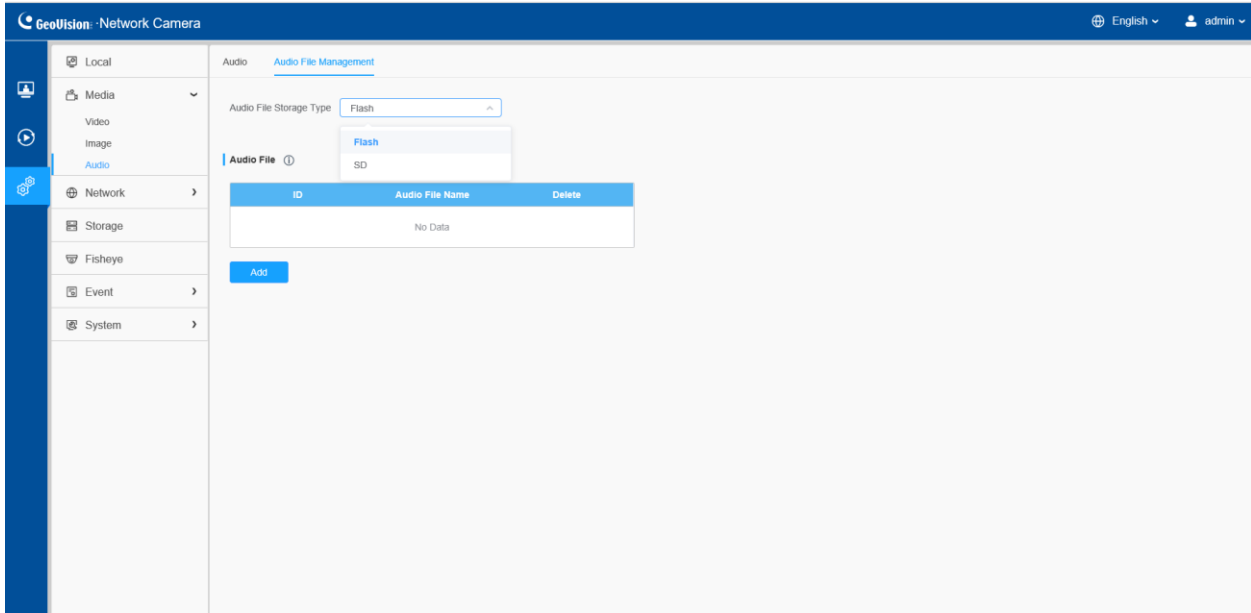 GeoVision: ·Network Camera
English
admin
Local
Media
Video
Image
Audio
Network
Storage
Fisheye
Event
System
Audio Audio File Management
Audio File Storage Type Flash
Flash
SD
Audio File
ID Audio File Name Delete
No Data
Add